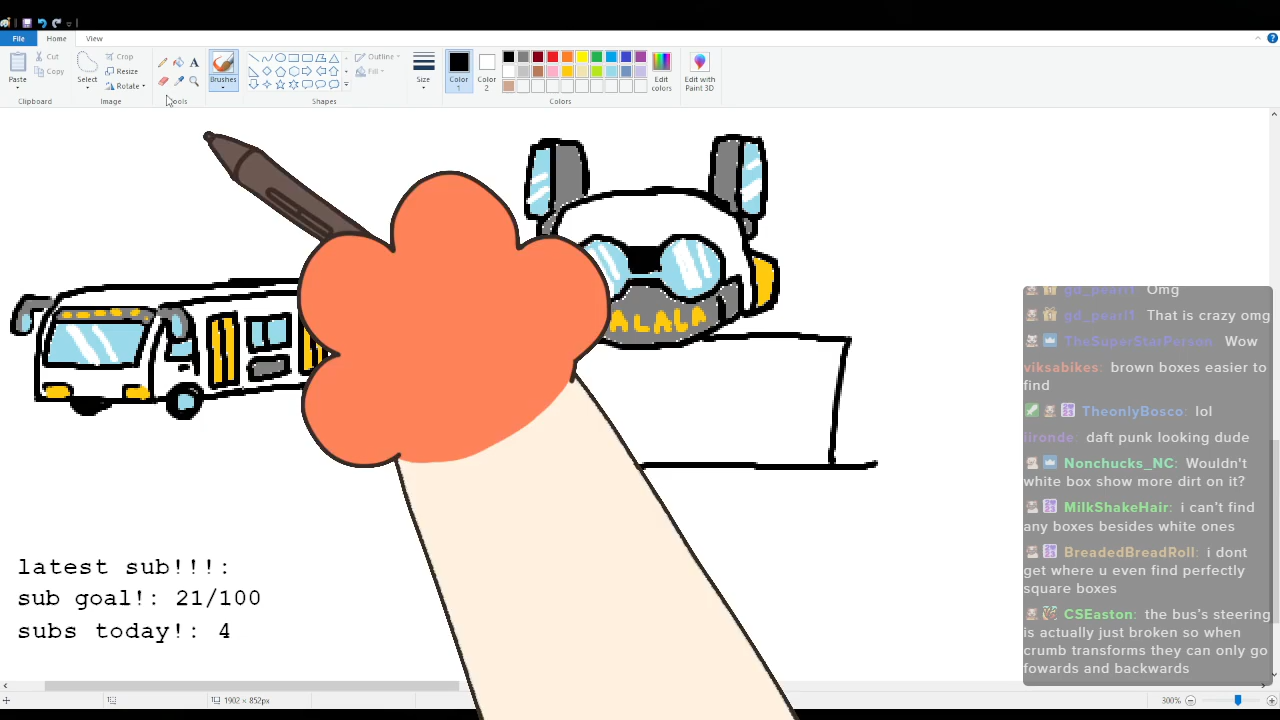 File Home View
Cut
Copy
Paste
Clipboard
Select
Crop
Resize
Rotate
Image
Tools
Brushes
Outline
Fill
Shapes
Size
Color 1
Color 2
Edit colors
Colors
Edit with Paint 3D
ALALA
gd_pearl1 Omg
gd_pearl1 That is crazy omg
TheSuperStarPerson Wow
viksabikes: brown boxes easier to
find
TheonlyBosco: lol
lironde: daft punk looking dude
Nonchucks_NC: Wouldn't
white box show more dirt on it?
MilkShakeHair: i can't find
any boxes besides white ones
BreadedBreadRoll: i dont
get where u even find perfectly
square boxes
CSEaston: the bus's steering
is actually just broken so when
crumb transforms they can only go
fowards and backwards
latest sub!!!:
sub goal!: 21/100
subs today!: 4
1902 × 852px
300%